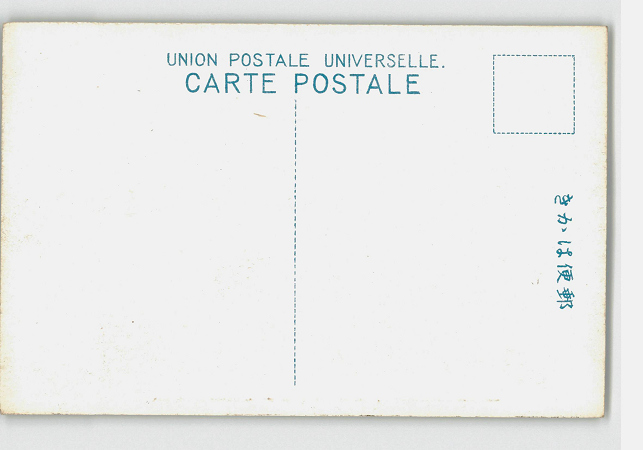 UNION POSTALE UNIVERSELLE.
CARTE POSTALE
郵便はかき